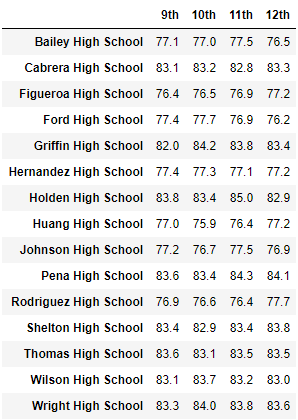 9th 10th 11th 12th
Bailey High School 77.1 77.0 77.5 76.5
Cabrera High School 83.1 83.2 82.8 83.3
Figueroa High School 76.4 76.5 76.9 77.2
Ford High School 77.4 77.7 76.9 76.2
Griffin High School 82.0 84.2 83.8 83.4
Hernandez High School 77.4 77.3 77.1 77.2
Holden High School 83.8 83.4 85.0 82.9
Huang High School 77.0 75.9 76.4 77.2
Johnson High School 77.2 76.7 77.5 76.9
Pena High School 83.6 83.4 84.3 84.1
Rodriguez High School 76.9 76.6 76.4 77.7
Shelton High School 83.4 82.9 83.4 83.8
Thomas High School 83.6 83.1 83.5 83.5
Wilson High School 83.1 83.7 83.2 83.0
Wright High School 83.3 84.0 83.8 83.6